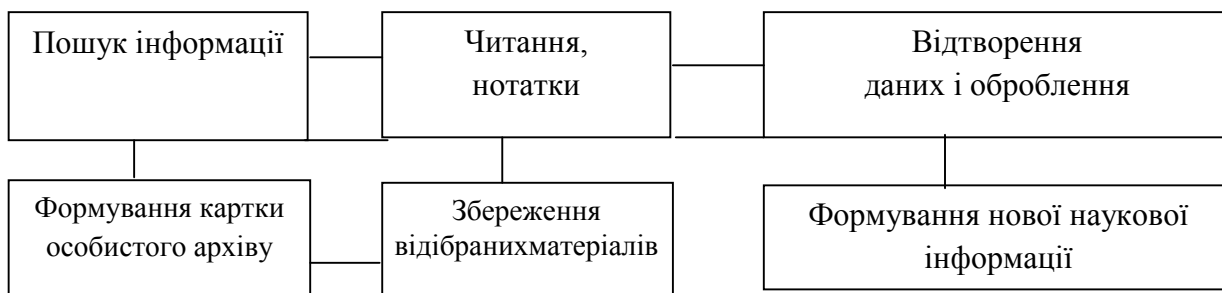 Пошук інформації
Читання,
нотатки
Відтворення
даних і оброблення
Формування картки
особистого архіву
Збереження
відібранихматеріалів
Формування нової наукової
інформації